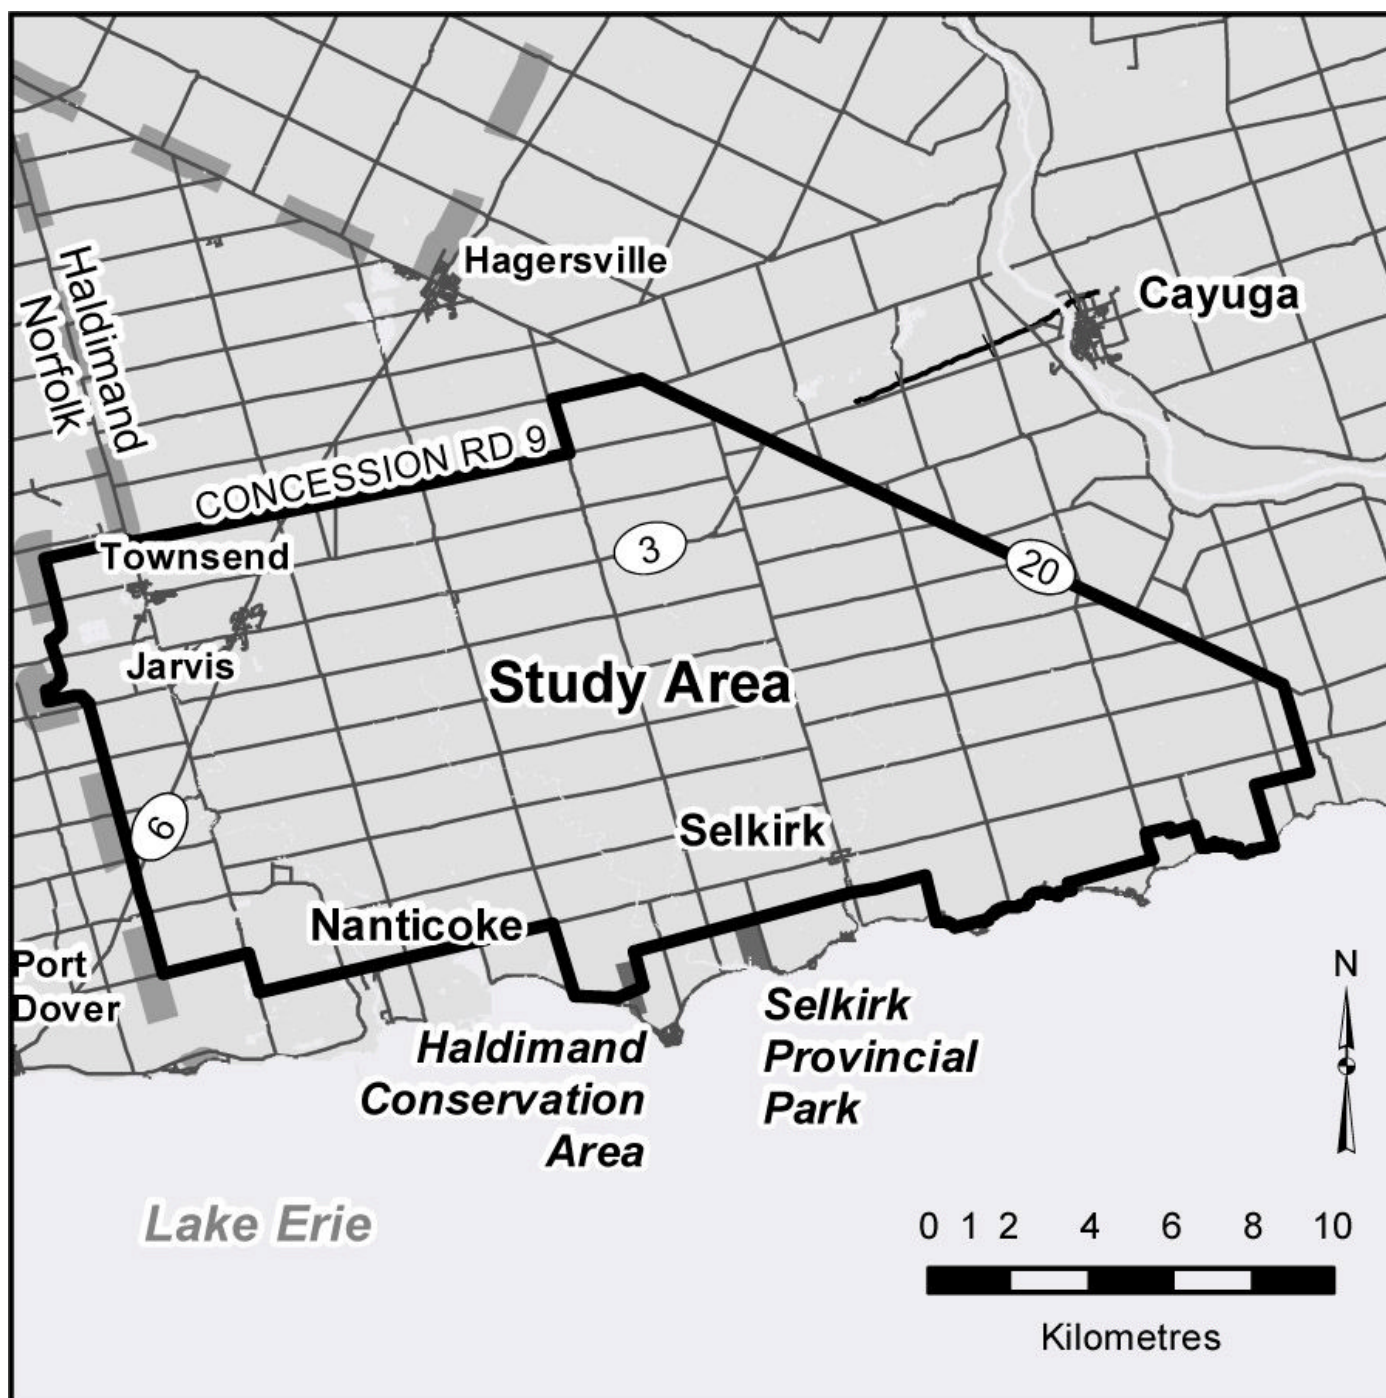 Hagersville
Cayuga
Haldimand
Norfolk
CONCESSION RD 9
Townsend
3
20
Jarvis
Study Area
6
Selkirk
Nanticoke
Port
Dover
N
Selkirk
Provincial
Park
Haldimand
Conservation
Area
Lake Erie
0 1 2 4 6 8 10
Kilometres